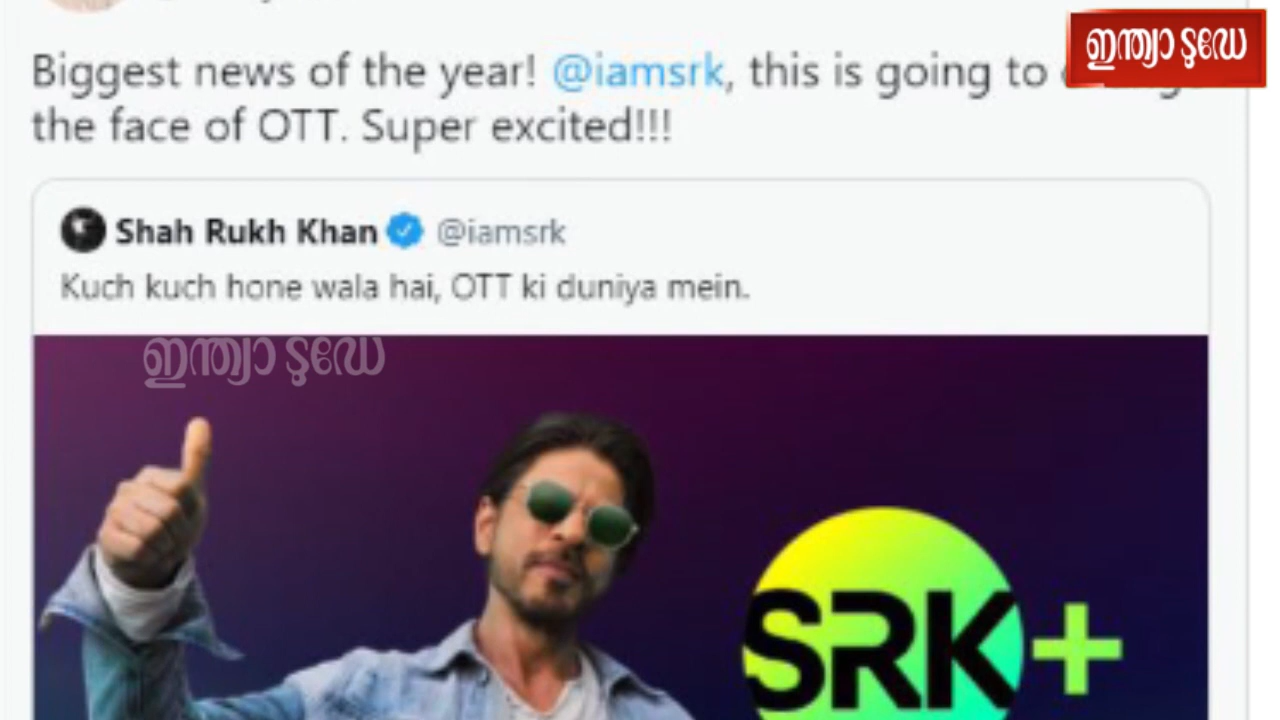 ഇന്ത്യാ ടുഡേ
Biggest news of the year! @iamsrk, this is going to
the face of OTT. Super excited!!!
Shah Rukh Khan @iamsrk
Kuch kuch hone wala hai, OTT ki duniya mein.
ഇന്ത്യാ ടുഡേ
SRK+